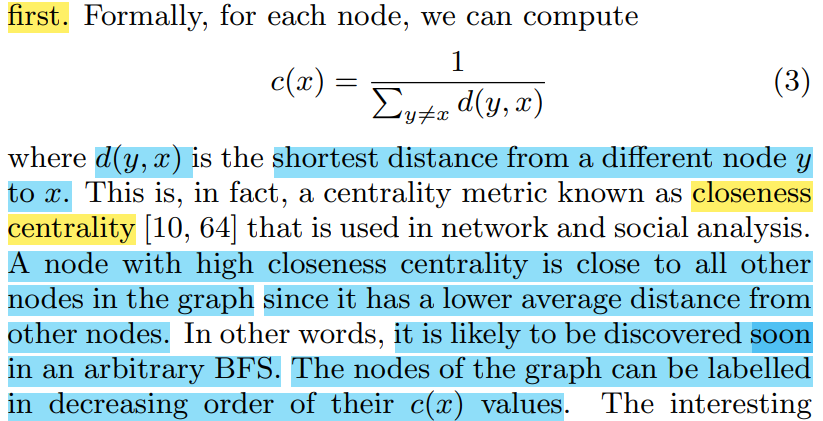 first. Formally, for each node, we can compute
c(x) = 1 / ∑_{y≠x} d(y, x) (3)
where d(y, x) is the shortest distance from a different node y
to x. This is, in fact, a centrality metric known as closeness
centrality [10, 64] that is used in network and social analysis.
A node with high closeness centrality is close to all other
nodes in the graph since it has a lower average distance from
other nodes. In other words, it is likely to be discovered soon
in an arbitrary BFS. The nodes of the graph can be labelled
in decreasing order of their c(x) values. The interesting